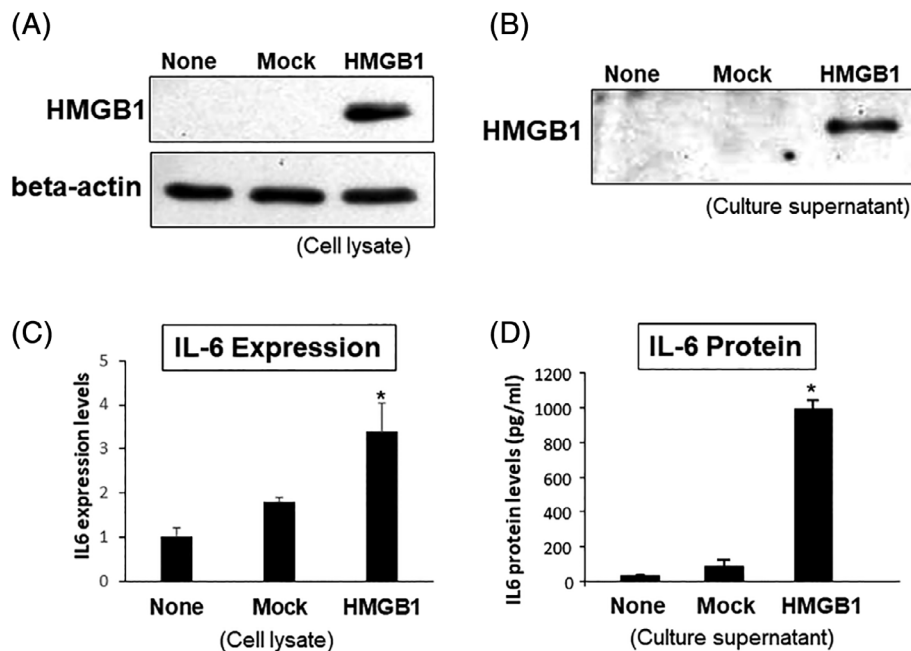 (A)
None Mock HMGB1
HMGB1
beta-actin
(Cell lysate)
(B)
None Mock HMGB1
HMGB1
(Culture supernatant)
(C)
IL-6 Expression
IL6 expression levels
5
4
3
2
1
0
*
None Mock HMGB1
(Cell lysate)
(D)
IL-6 Protein
IL6 protein levels (pg/ml)
1200
1000
800
600
400
200
0
*
None Mock HMGB1
(Culture supernatant)